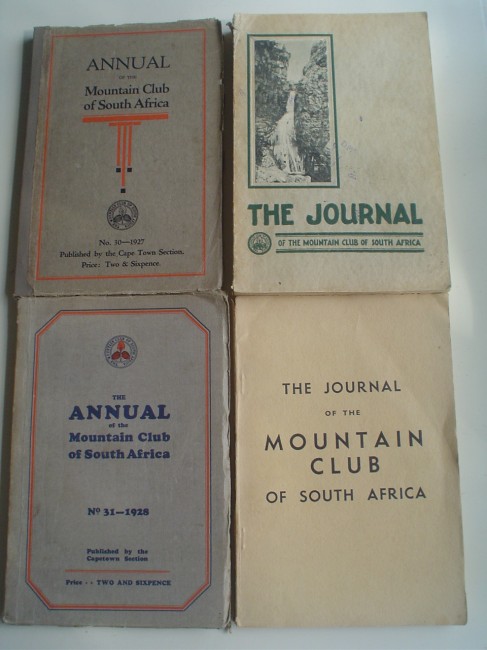 ANNUAL
OF THE
Mountain Club
of South Africa
No. 30—1927
Published by the Cape Town Section.
Price: Two & Sixpence.
THE JOURNAL
OF THE MOUNTAIN CLUB OF SOUTH AFRICA
THE
ANNUAL
of the
Mountain Club
of South Africa
No 31—1928
Published by the
Capetown Section
Price - - TWO AND SIXPENCE
THE JOURNAL
OF THE
MOUNTAIN
CLUB
OF SOUTH AFRICA